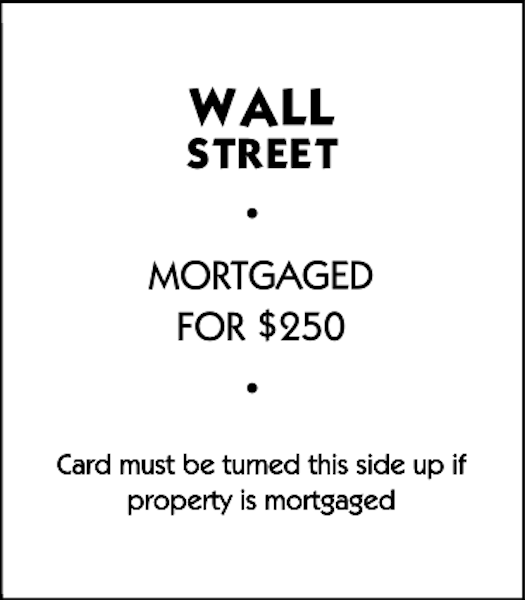 WALL
STREET
•
MORTGAGED
FOR $250
•
Card must be turned this side up if
property is mortgaged